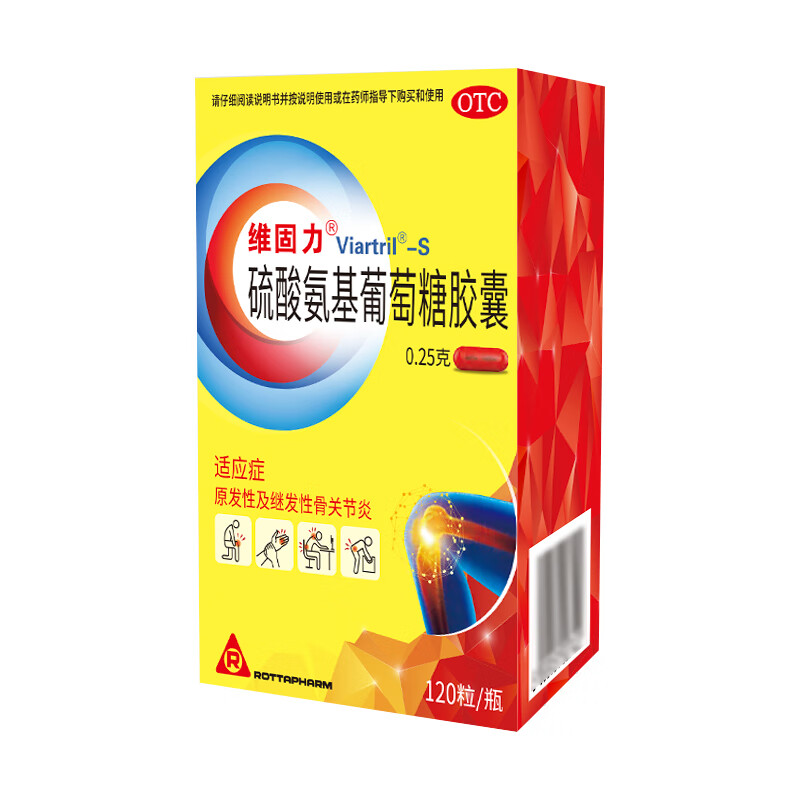 请仔细阅读说明书并按说明使用或在药师指导下购买和使用
OTC
维固力® Viartril®-S
硫酸氨基葡萄糖胶囊
0.25克
适应症
原发性及继发性骨关节炎
R
ROTTAPHARM
120粒/瓶